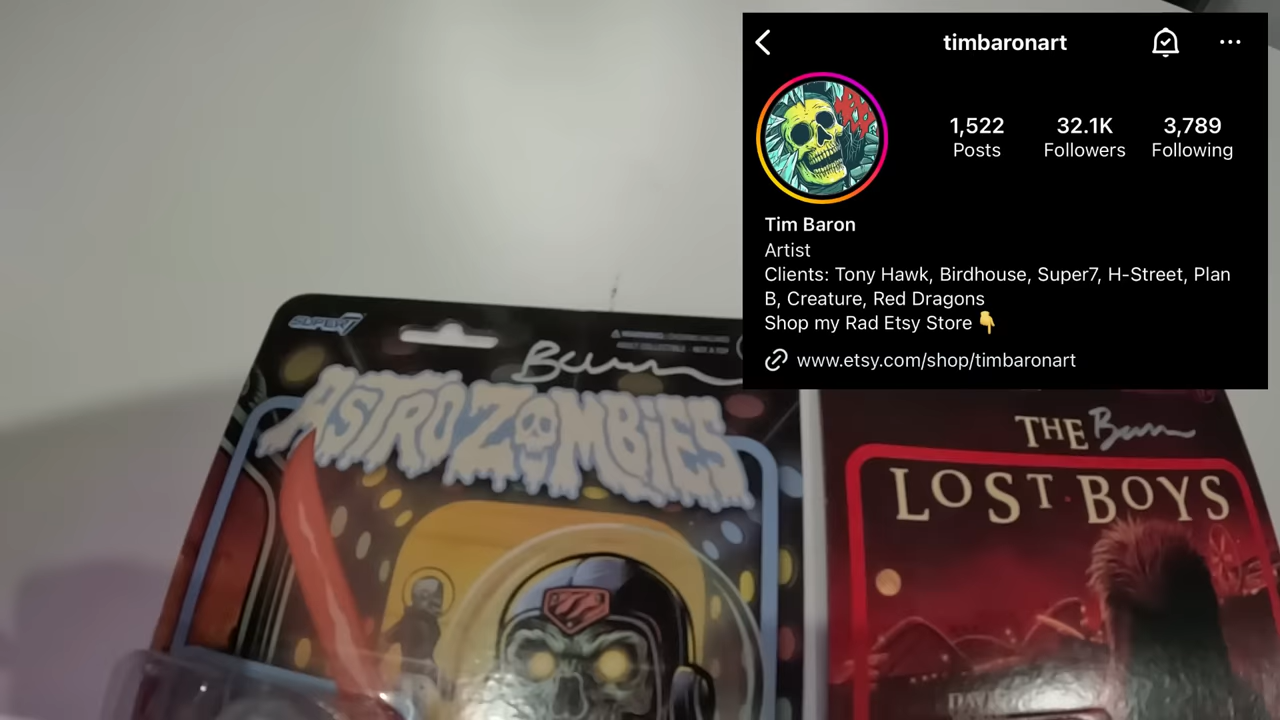 timbaronart
1,522
Posts
32.1K
Followers
3,789
Following
Tim Baron
Artist
Clients: Tony Hawk, Birdhouse, Super7, H-Street, Plan
B, Creature, Red Dragons
Shop my Rad Etsy Store 👇
www.etsy.com/shop/timbaronart
SUPER7
ASTRO ZOMBIES
THE
LOST BOYS